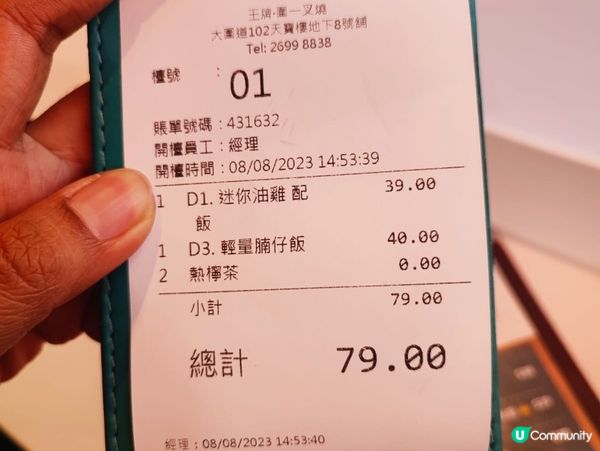 王牌‧圍一叉燒
大圍道102天寶樓地下8號舖
Tel: 2699 8838
檯號 : 01
賬單號碼 : 431632
開檯員工 : 經理
開檯時間 : 08/08/2023 14:53:39
1 D1. 迷你油雞 配 39.00
飯
1 D3. 輕量腩仔飯 40.00
2 熱檸茶 0.00
小計 79.00
總計 79.00
經理 : 08/08/2023 14:53:40
U Community